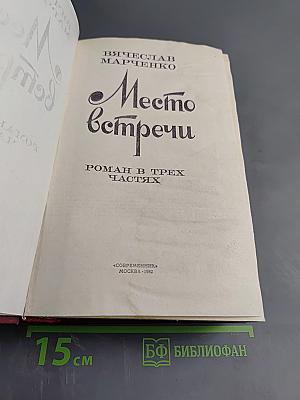 ВЯЧЕСЛАВ
МАРЧЕНКО
Место
встречи
РОМАН В ТРЕХ
ЧАСТЯХ
«СОВРЕМЕННИК»
МОСКВА · 1982
15 см
БФ БИБЛИОФАН